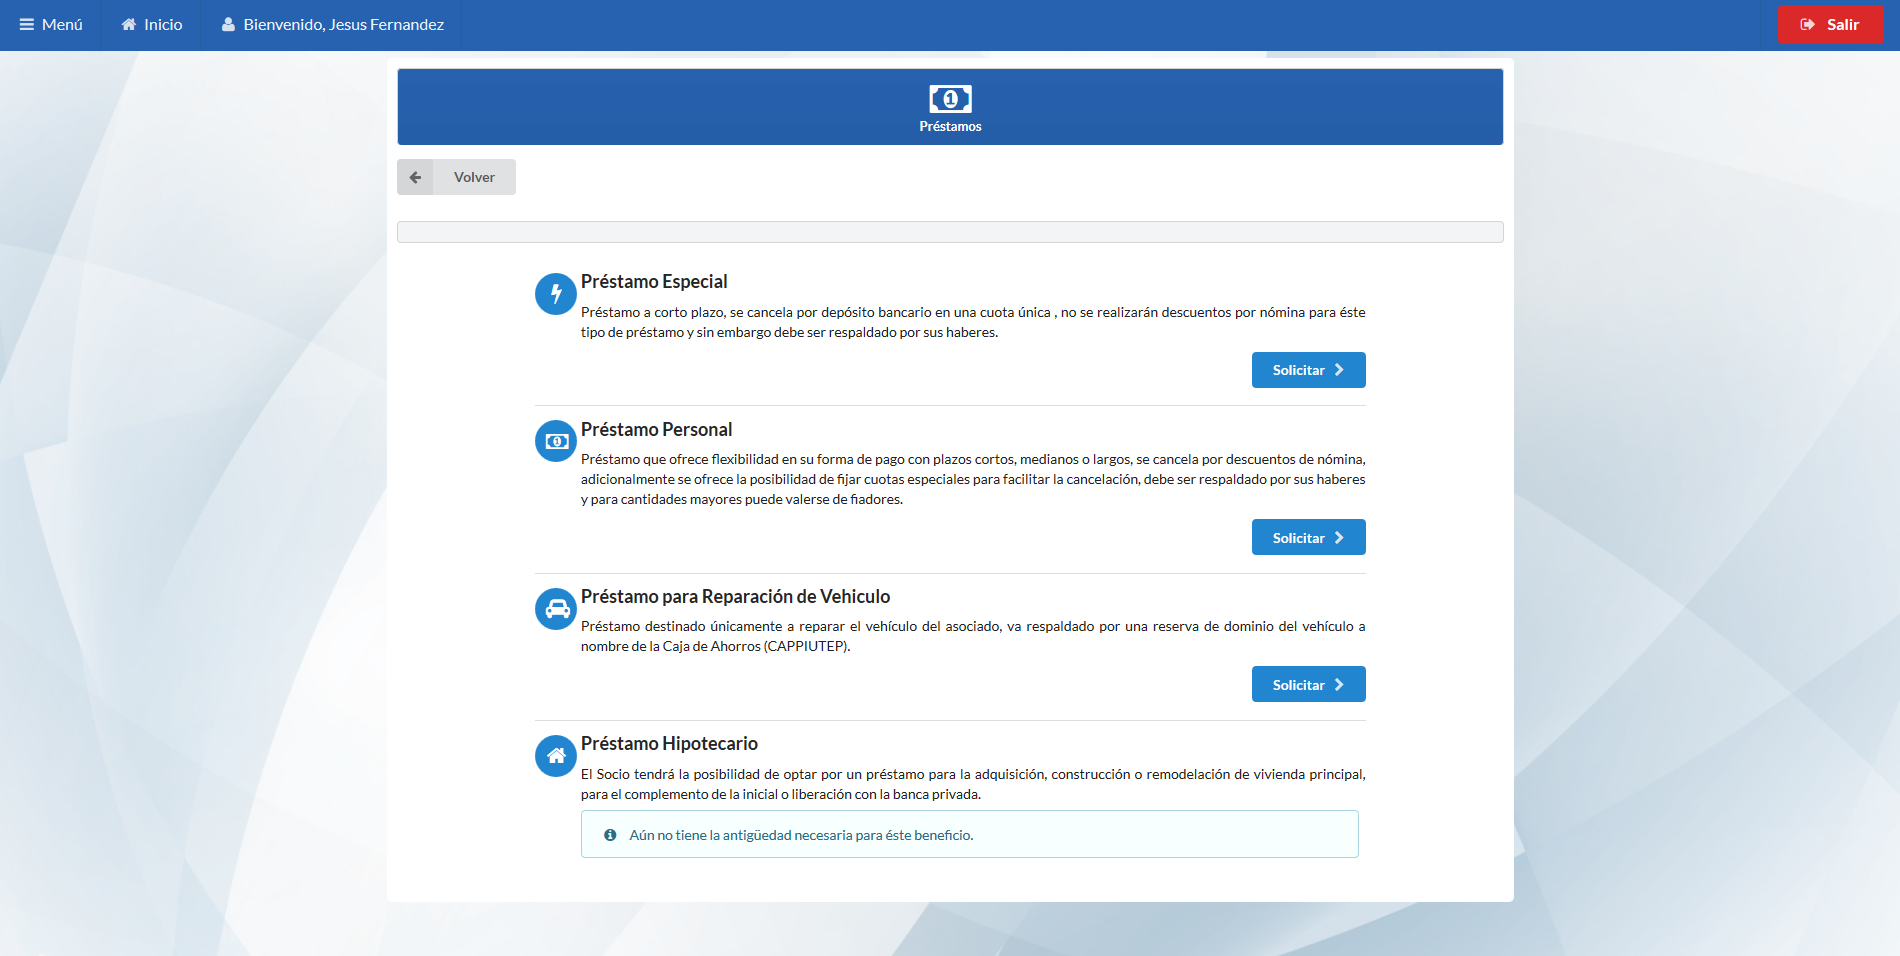 Menú
Inicio
Bienvenido, Jesus Fernandez
Salir
Préstamos
Volver
Préstamo Especial
Préstamo a corto plazo, se cancela por depósito bancario en una cuota única , no se realizarán descuentos por nómina para éste
tipo de préstamo y sin embargo debe ser respaldado por sus haberes.
Solicitar
Préstamo Personal
Préstamo que ofrece flexibilidad en su forma de pago con plazos cortos, medianos o largos, se cancela por descuentos de nómina,
adicionalmente se ofrece la posibilidad de fijar cuotas especiales para facilitar la cancelación, debe ser respaldado por sus haberes
y para cantidades mayores puede valerse de fiadores.
Solicitar
Préstamo para Reparación de Vehiculo
Préstamo destinado únicamente a reparar el vehículo del asociado, va respaldado por una reserva de dominio del vehículo a
nombre de la Caja de Ahorros (CAPPIUTEP).
Solicitar
Préstamo Hipotecario
El Socio tendrá la posibilidad de optar por un préstamo para la adquisición, construcción o remodelación de vivienda principal,
para el complemento de la inicial o liberación con la banca privada.
Aún no tiene la antigüedad necesaria para éste beneficio.